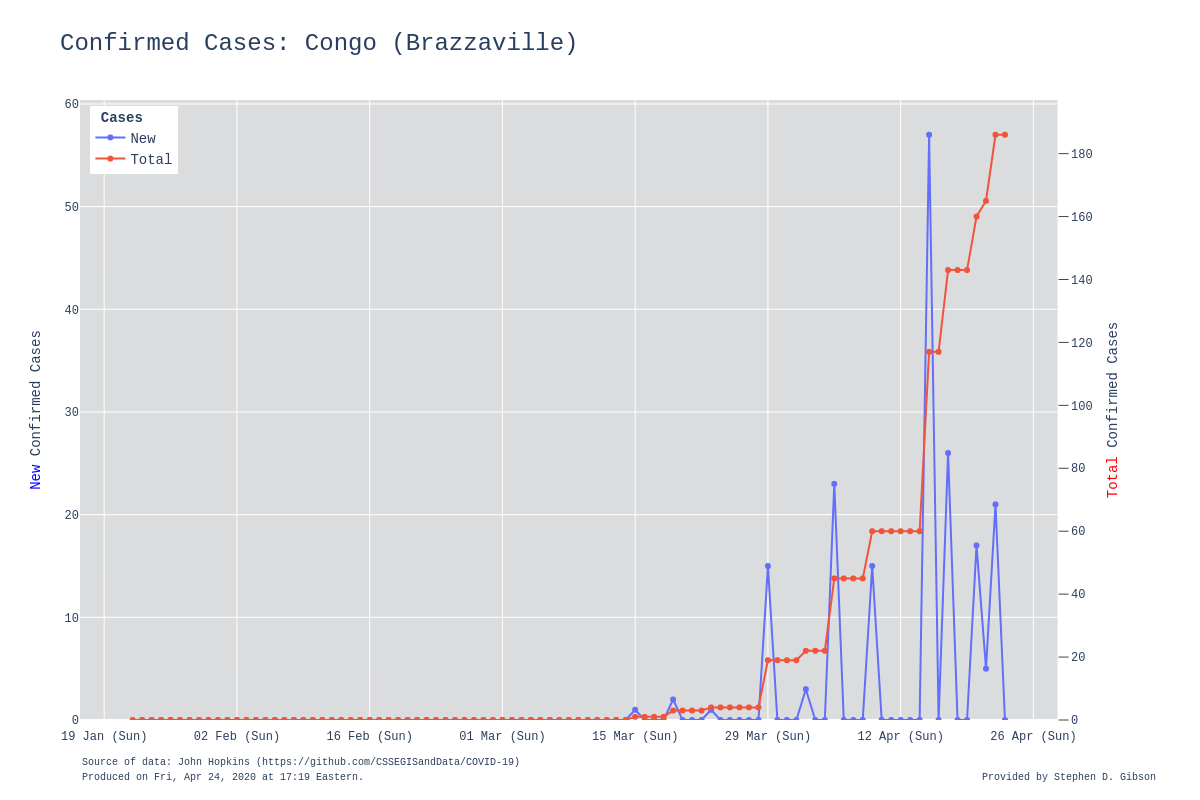 Confirmed Cases: Congo (Brazzaville)
Cases
New
Total
60
50
40
30
20
10
0
180
160
140
120
100
80
60
40
20
0
New Confirmed Cases
Total Confirmed Cases
19 Jan (Sun) 02 Feb (Sun) 16 Feb (Sun) 01 Mar (Sun) 15 Mar (Sun) 29 Mar (Sun) 12 Apr (Sun) 26 Apr (Sun)
Source of data: John Hopkins (https://github.com/CSSEGISandData/COVID-19)
Produced on Fri, Apr 24, 2020 at 17:19 Eastern.
Provided by Stephen D. Gibson